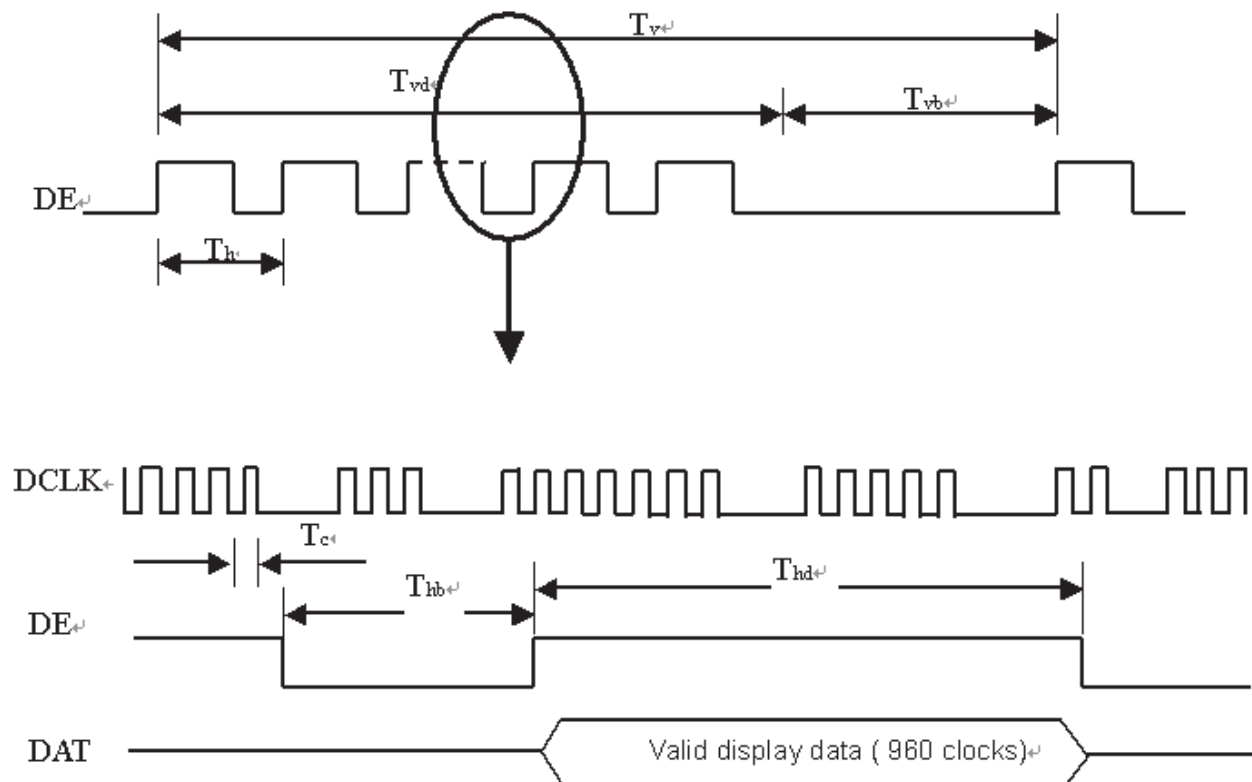 Tv↵
Tvd↵
Tvb↵
DE↵
Th↵
DCLK↵
Tc↵
Thb↵
Thd↵
DE↵
DAT
Valid display data ( 960 clocks)↵